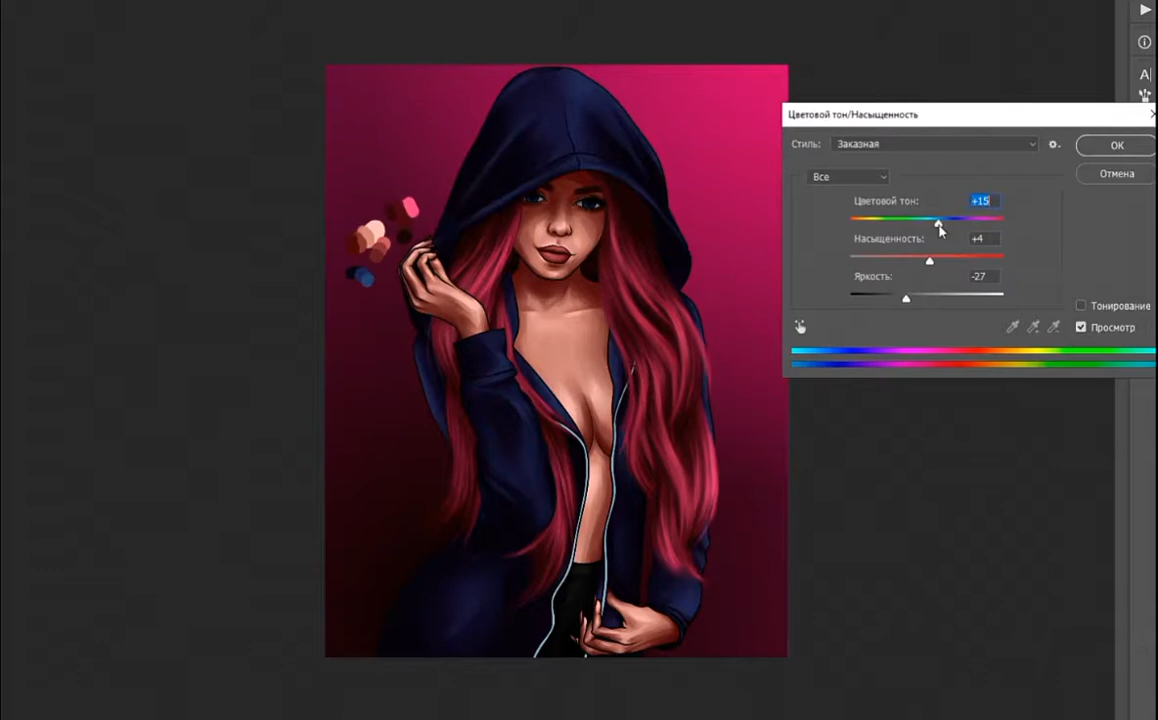 Цветовой тон/Насыщенность
Стиль: Заказная
ОК
Все
Отмена
Цветовой тон: +15
Насыщенность: +4
Яркость: -27
Тонирование
Просмотр
A